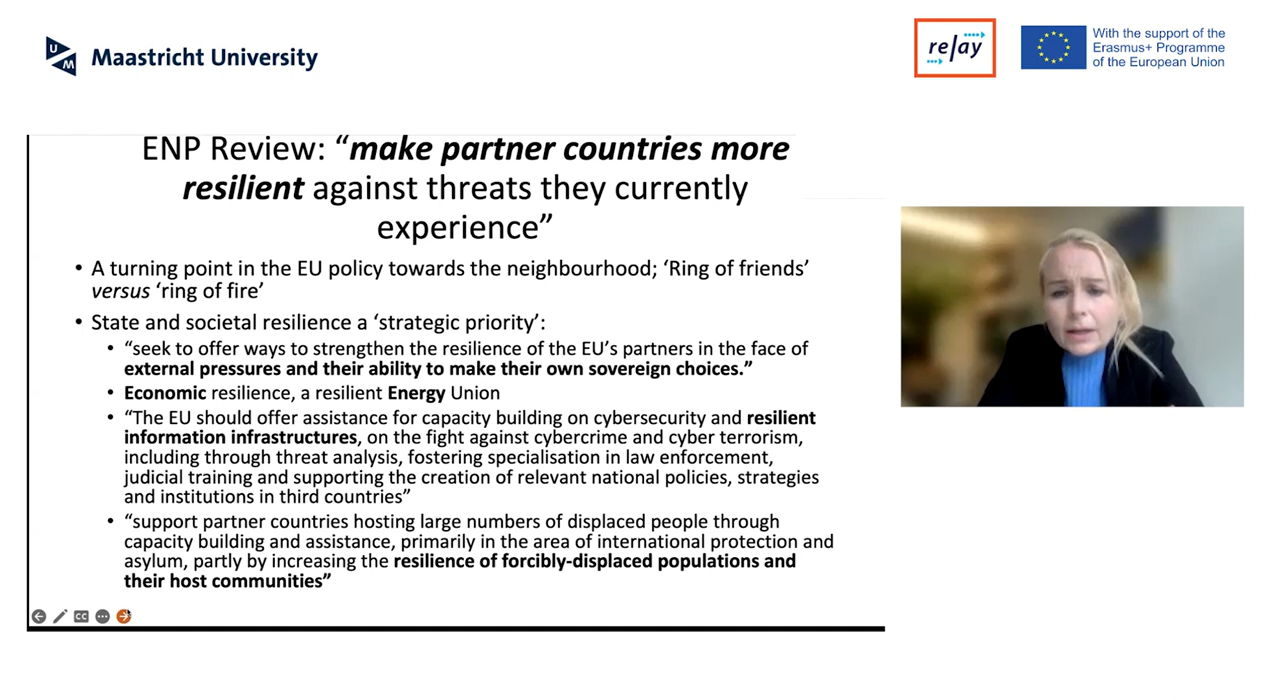 UM
Maastricht University
relay
With the support of the
Erasmus+ Programme
of the European Union
ENP Review: “make partner countries more
resilient against threats they currently
experience”
• A turning point in the EU policy towards the neighbourhood; ‘Ring of friends’
versus ‘ring of fire’
• State and societal resilience a ‘strategic priority’:
• “seek to offer ways to strengthen the resilience of the EU’s partners in the face of
external pressures and their ability to make their own sovereign choices.”
• Economic resilience, a resilient Energy Union
• “The EU should offer assistance for capacity building on cybersecurity and resilient
information infrastructures, on the fight against cybercrime and cyber terrorism,
including through threat analysis, fostering specialisation in law enforcement,
judicial training and supporting the creation of relevant national policies, strategies
and institutions in third countries”
• “support partner countries hosting large numbers of displaced people through
capacity building and assistance, primarily in the area of international protection and
asylum, partly by increasing the resilience of forcibly-displaced populations and
their host communities”
CC